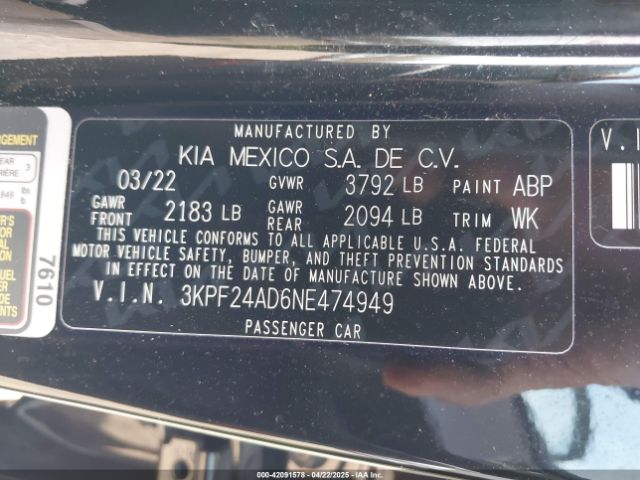 MANUFACTURED BY
KIA MEXICO S.A. DE C.V.
03/22 GVWR 3792 LB PAINT ABP
GAWR FRONT 2183 LB GAWR REAR 2094 LB TRIM WK
THIS VEHICLE CONFORMS TO ALL APPLICABLE U.S.A. FEDERAL
MOTOR VEHICLE SAFETY, BUMPER, AND THEFT PREVENTION STANDARDS
IN EFFECT ON THE DATE OF MANUFACTURE SHOWN ABOVE.
V.I.N. 3KPF24AD6NE474949
PASSENGER CAR
7610
V.I
000-42091578 - 04/22/2025 - IAAI.COM